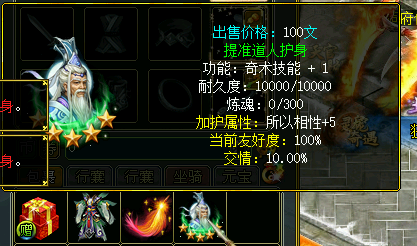 出售价格：100文
提准道人护身
功能：奇术技能 + 1
耐久度：10000/10000
炼魂：0/300
加护属性：所以相性+5
当前友好度：100%
交情：10.00%
身。
身。
行囊
行囊
坐骑
元宝